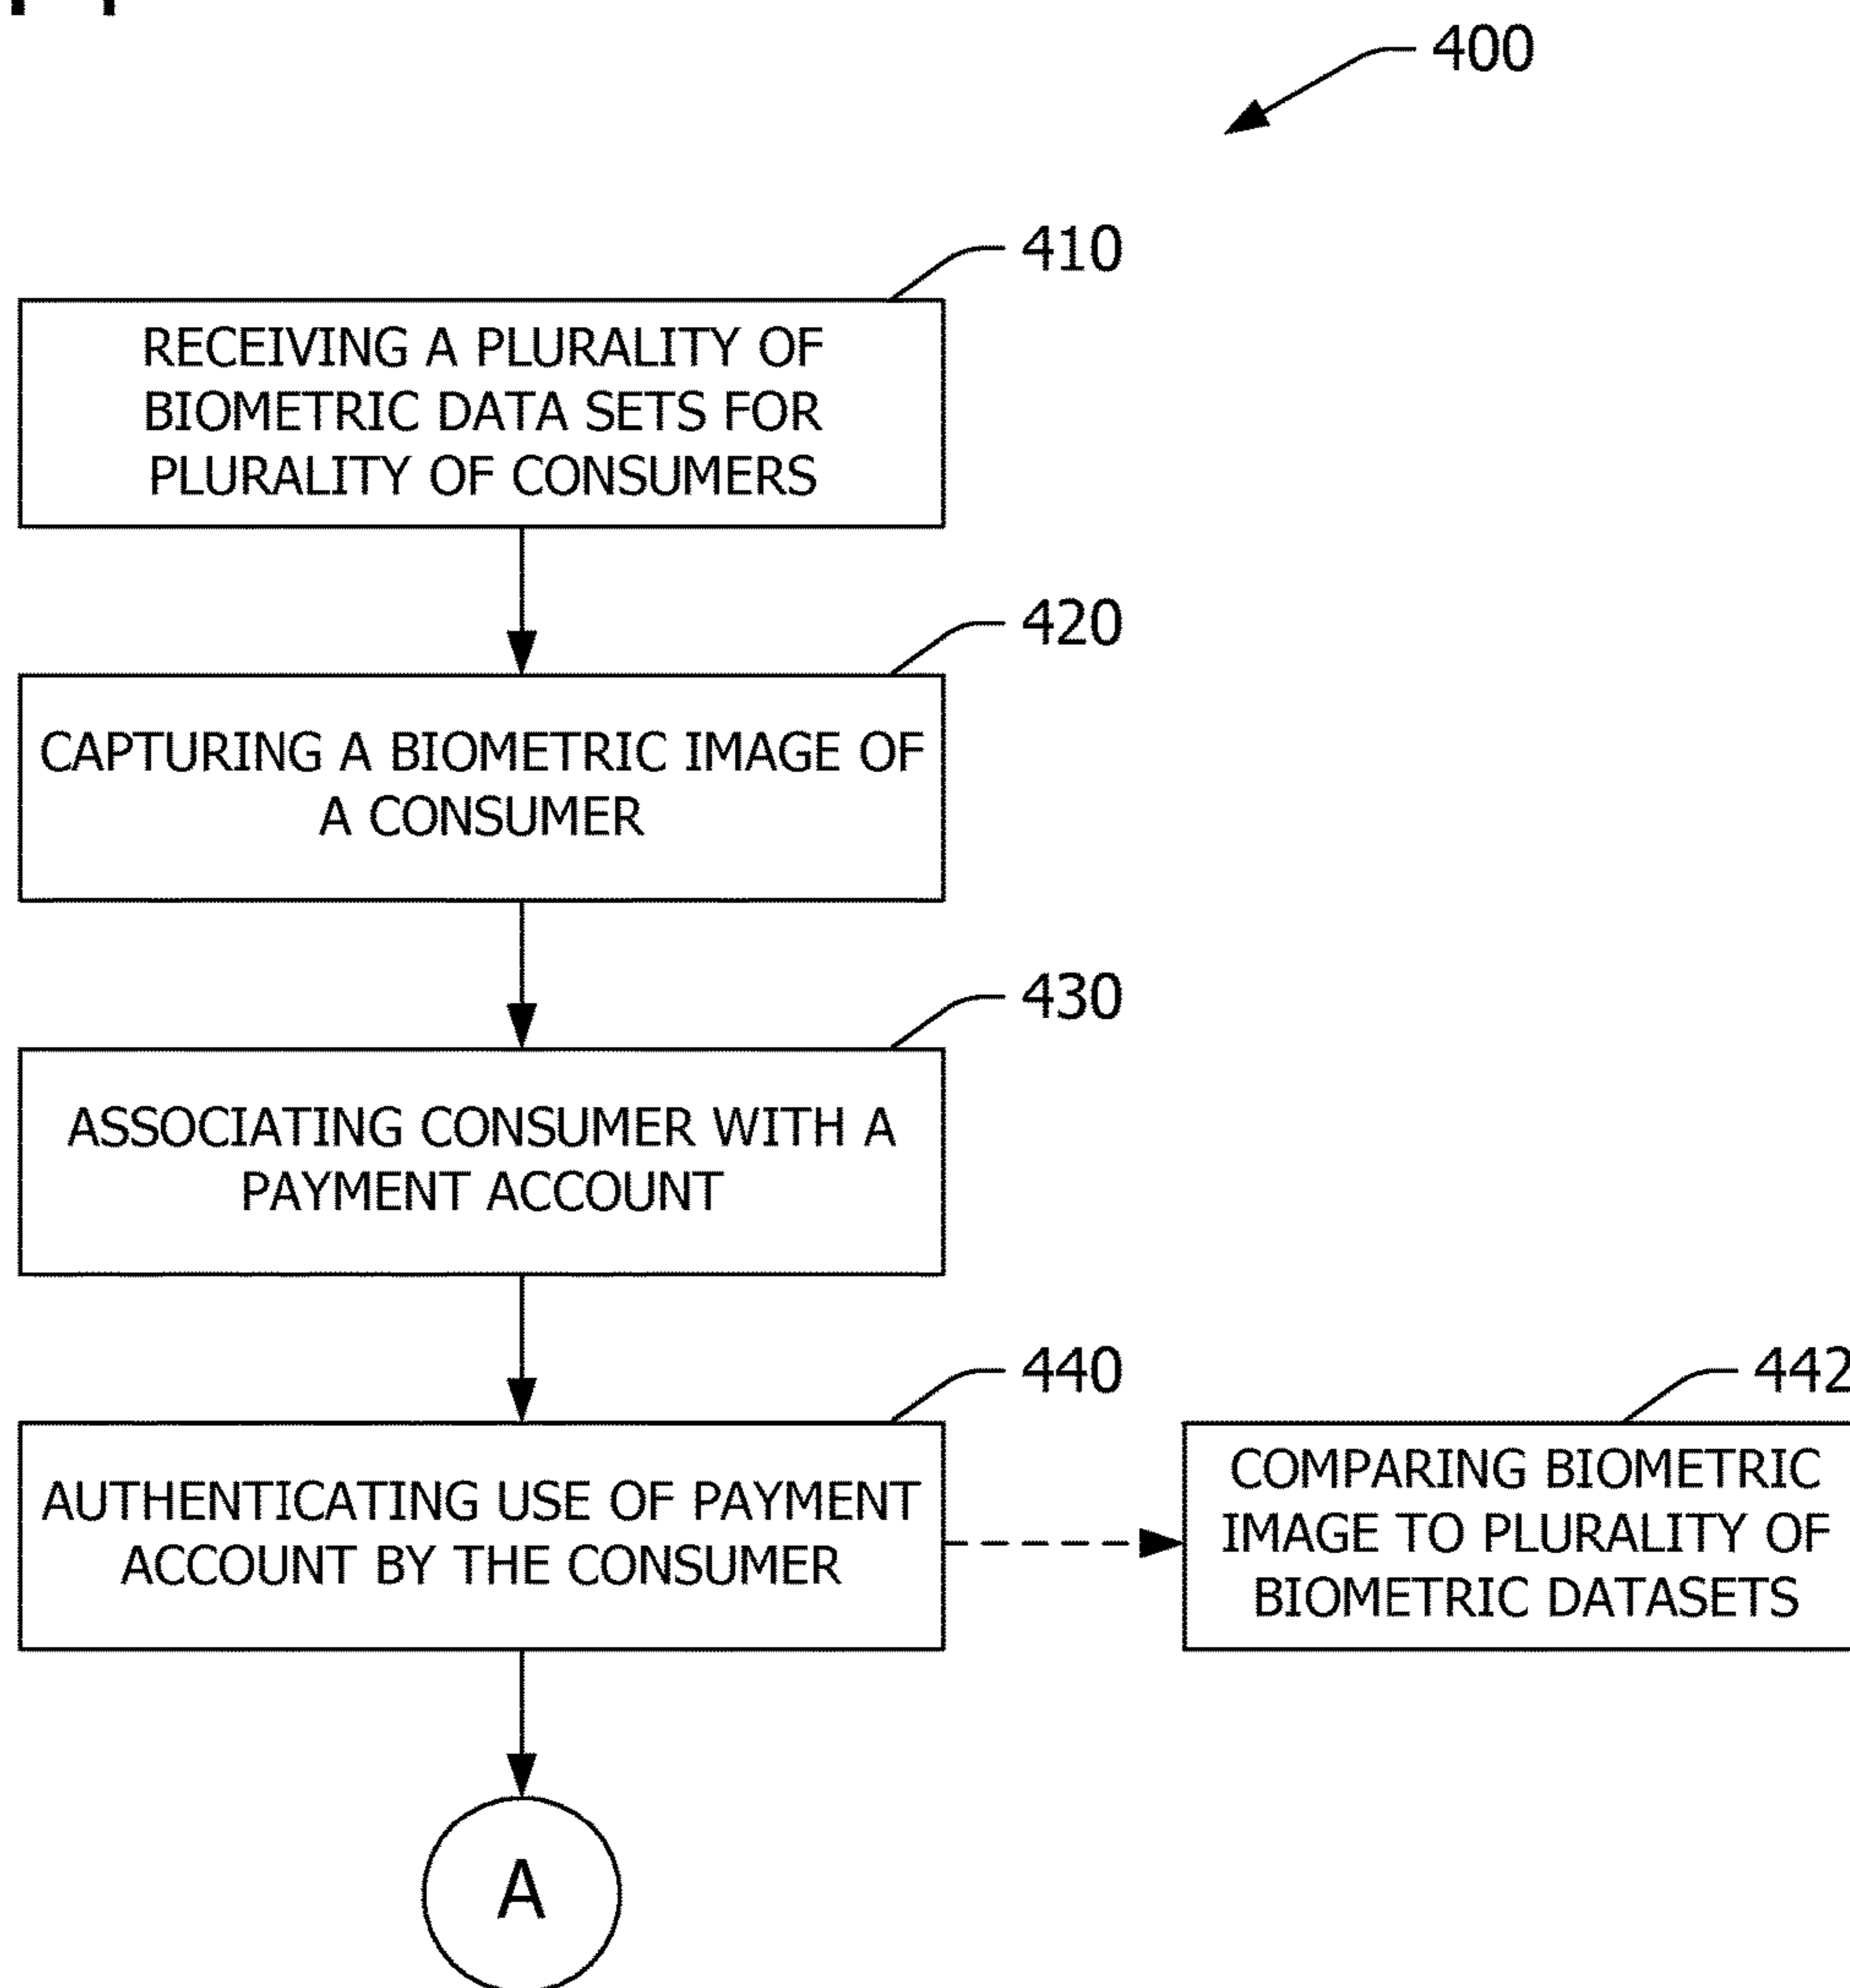 400
410
RECEIVING A PLURALITY OF
BIOMETRIC DATA SETS FOR
PLURALITY OF CONSUMERS
420
CAPTURING A BIOMETRIC IMAGE OF
A CONSUMER
430
ASSOCIATING CONSUMER WITH A
PAYMENT ACCOUNT
440
AUTHENTICATING USE OF PAYMENT
ACCOUNT BY THE CONSUMER
442
COMPARING BIOMETRIC
IMAGE TO PLURALITY OF
BIOMETRIC DATASETS
A